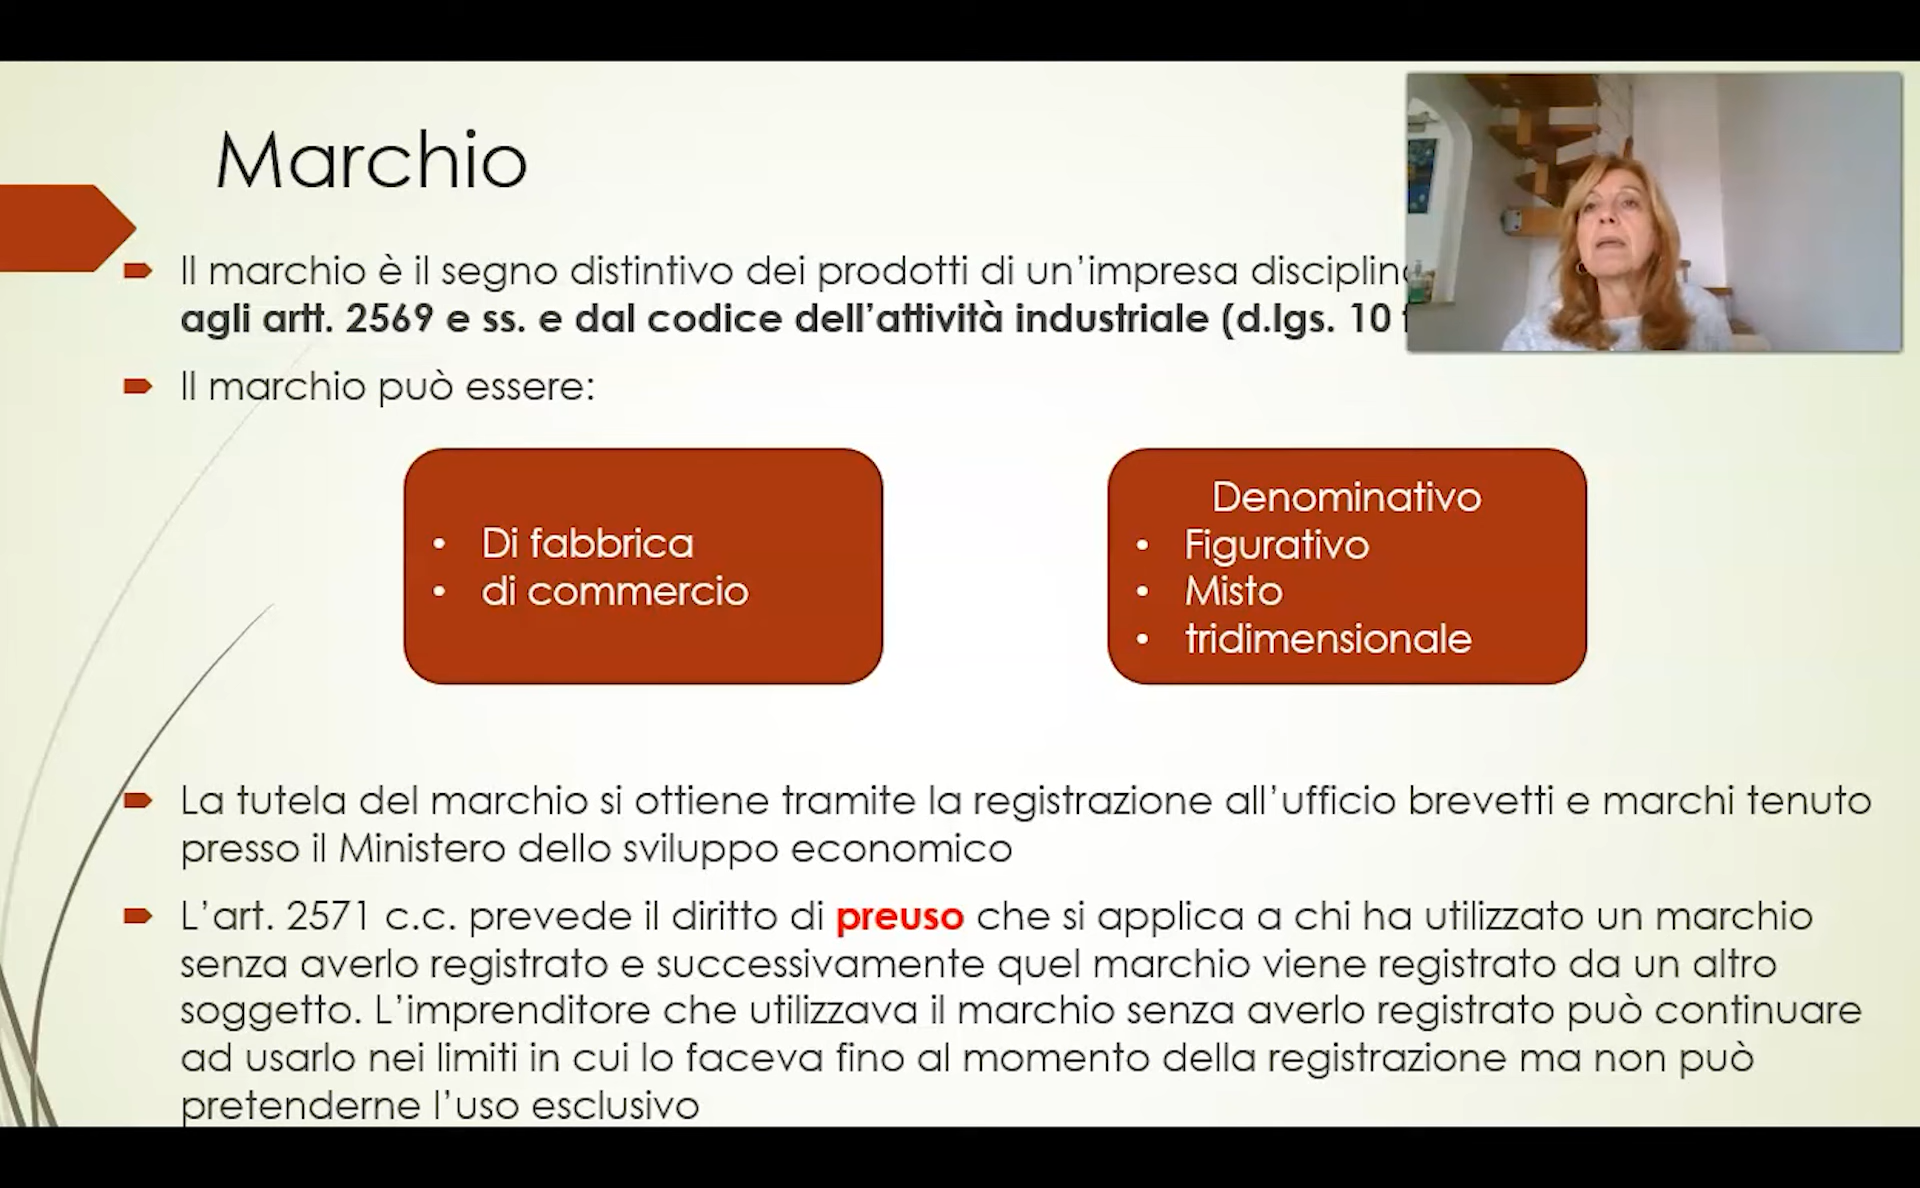 Marchio
Il marchio è il segno distintivo dei prodotti di un'impresa
agli artt. 2569 e ss. e dal codice dell'attività industriale (d.lgs. 10
Il marchio può essere:
• Di fabbrica
• di commercio
Denominativo
• Figurativo
• Misto
• tridimensionale
La tutela del marchio si ottiene tramite la registrazione all'ufficio brevetti e marchi tenuto
presso il Ministero dello sviluppo economico
L'art. 2571 c.c. prevede il diritto di preuso che si applica a chi ha utilizzato un marchio
senza averlo registrato e successivamente quel marchio viene registrato da un altro
soggetto. L'imprenditore che utilizzava il marchio senza averlo registrato può continuare
ad usarlo nei limiti in cui lo faceva fino al momento della registrazione ma non può
pretenderne l'uso esclusivo